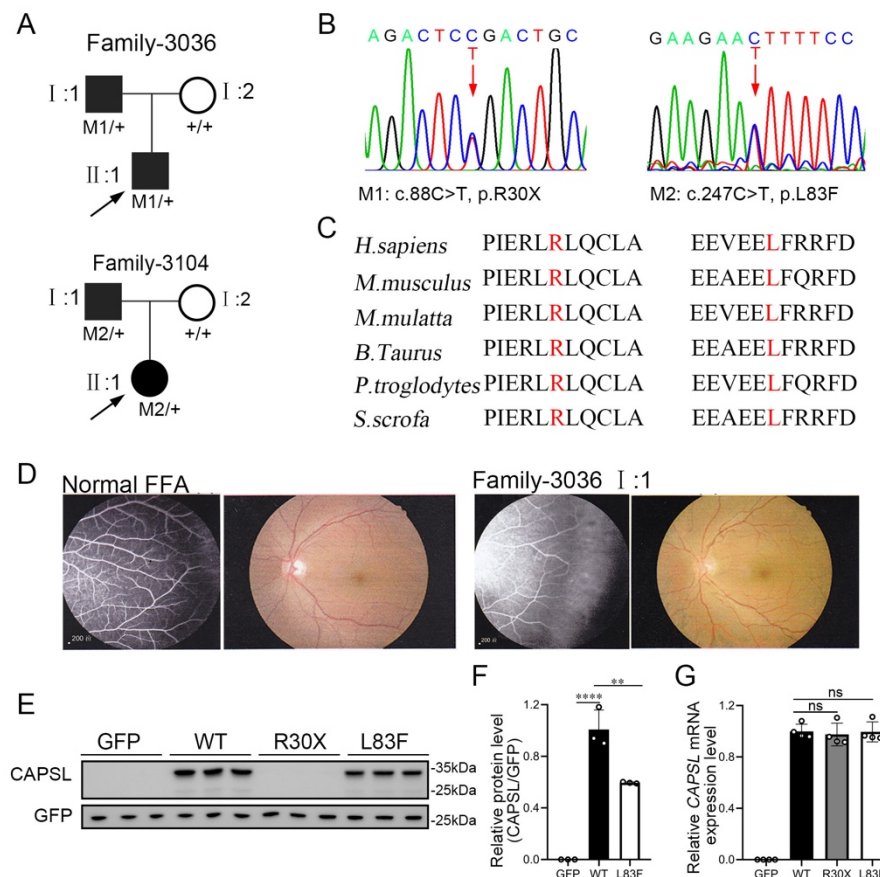 A
Family-3036
I:1
I:2
M1/+
+/+
II:1
M1/+
Family-3104
I:1
I:2
M2/+
+/+
II:1
M2/+
B
AGACTCCGACTGC
T
M1: c.88C>T, p.R30X
GAAGAACTTTTCC
T
M2: c.247C>T, p.L83F
C
H.sapiens PIERLRLQCLA EEVEELFRRFD
M.musculus PIERLRLQCLA EEAEELFQRFD
M.mulatta PIERLRLQCLA EEVEELFRRFD
B.Taurus PIERLRLQCLA EEAEELFRRFD
P.troglodytes PIERLRLQCLA EEVEELFQRFD
S.scrofa PIERLRLQCLA EEAEELFRRFD
D
Normal FFA
Family-3036 I:1
200
200
E
GFP WT R30X L83F
CAPSL
-35kDa
-25kDa
GFP
-25kDa
F
Relative protein level
(CAPSL/GFP)
1.2
0.8
0.4
0.0
****
**
GFP WT L83F
G
Relative CAPSL mRNA
expression level
1.2
0.8
0.4
0.0
ns
ns
GFP WT R30X L83F